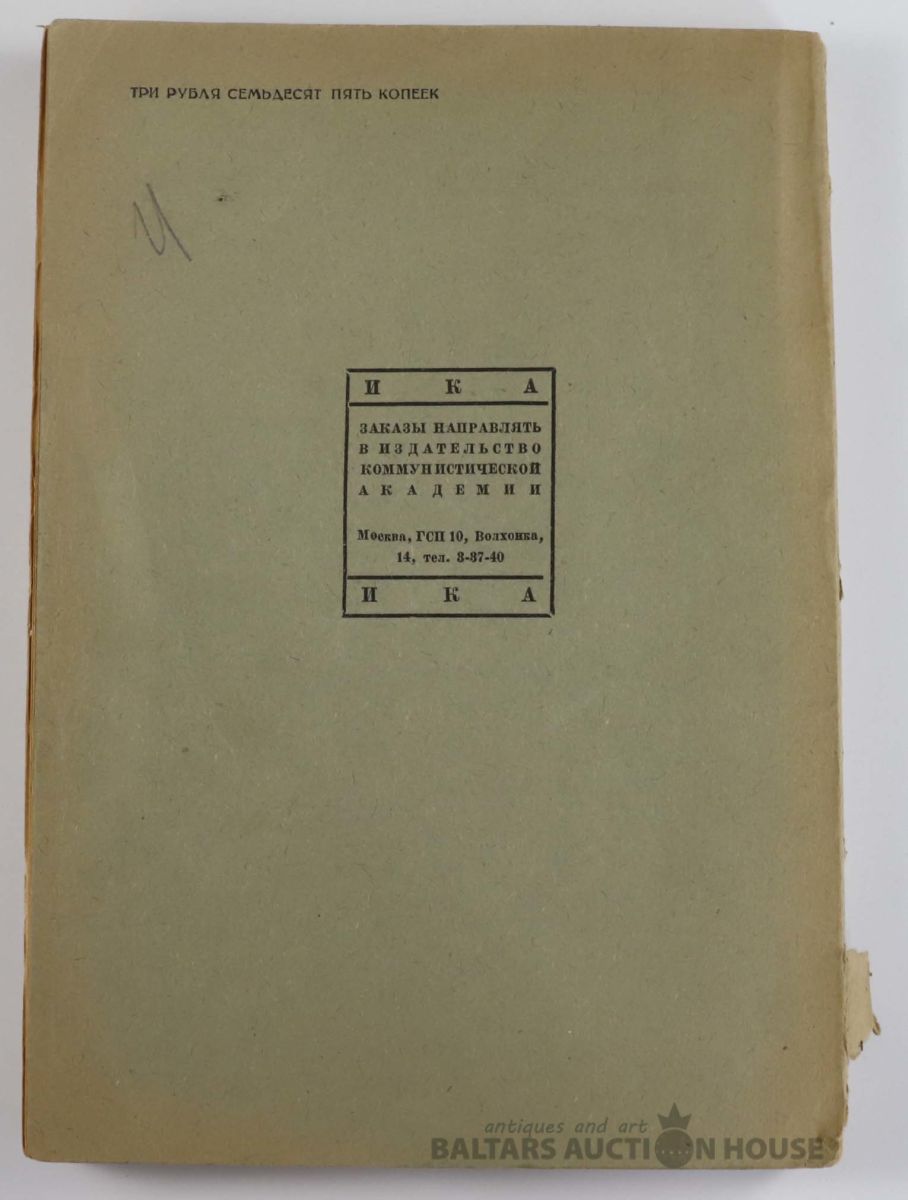 ТРИ РУБЛЯ СЕМЬДЕСЯТ ПЯТЬ КОПЕЕК
И
И К А
ЗАКАЗЫ НАПРАВЛЯТЬ
В ИЗДАТЕЛЬСТВО
КОММУНИСТИЧЕСКОЙ
АКАДЕМИИ
Москва, ГСП 10, Волхонка,
14, тел. 3-37-40
И К А
antiques and art
BALTARS AUCTION HOUSE